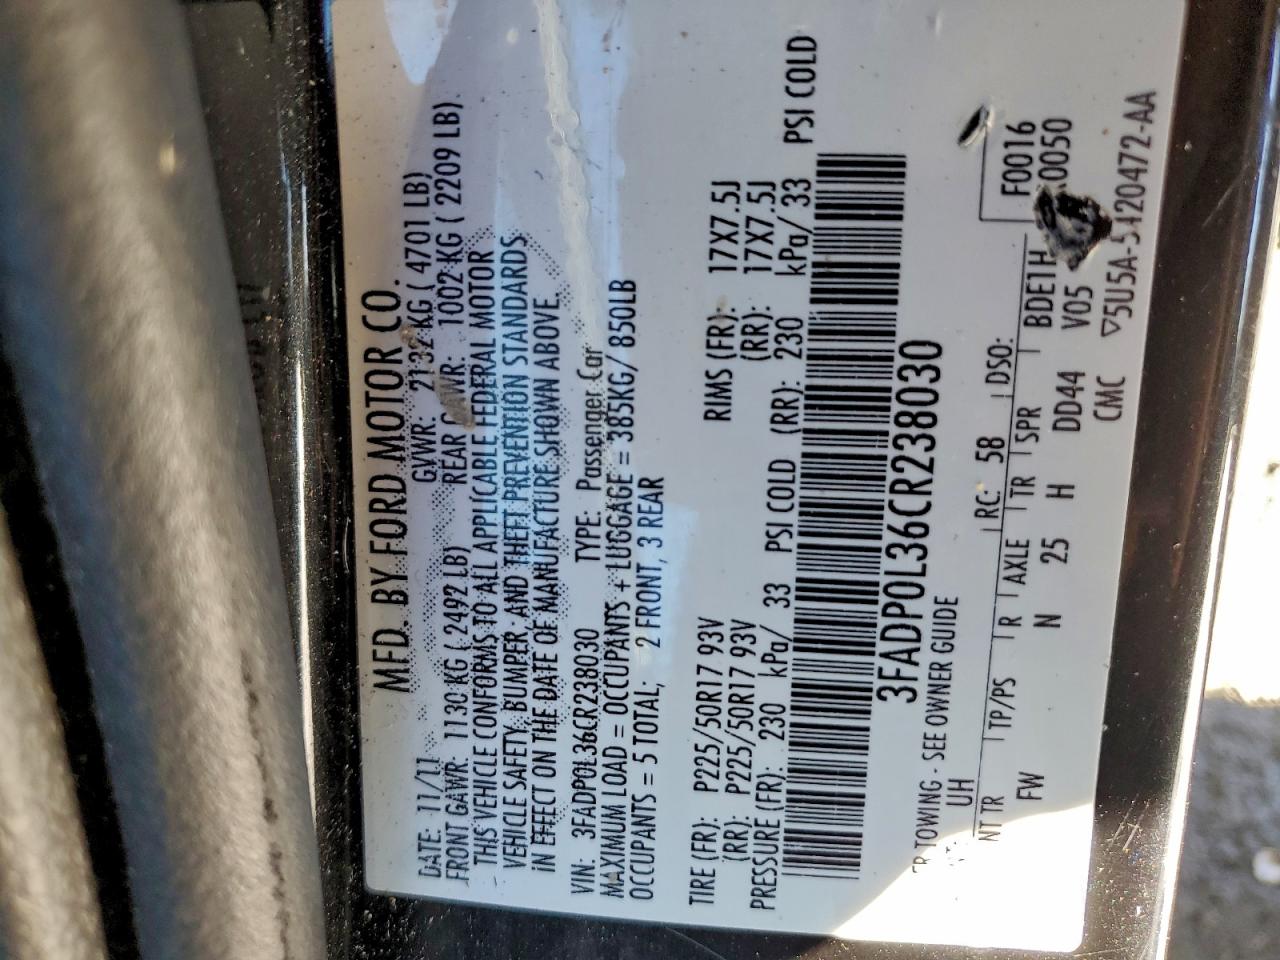 MFD. BY FORD MOTOR CO.
DATE: 11/11 GVWR: 2132 KG ( 4701 LB)
FRONT GAWR: 1130 KG ( 2492 LB) REAR GAWR: 1002 KG ( 2209 LB).
THIS VEHICLE CONFORMS TO ALL APPLICABLE FEDERAL MOTOR
VEHICLE SAFETY, BUMPER, AND THEFT PREVENTION STANDARDS
IN EFFECT ON THE DATE OF MANUFACTURE SHOWN ABOVE.
VIN: 3FADP0L36CR238030 TYPE: Passenger Car
MAXIMUM LOAD = OCCUPANTS + LUGGAGE = 385KG/ 850LB
OCCUPANTS = 5 TOTAL; 2 FRONT, 3 REAR
TIRE (FR): P225/50R17 93V RIMS (FR): 17X7.5J
(RR): P225/50R17 93V (RR): 17X7.5J
PRESSURE (FR): 230 kPa/ 33 PSI COLD (RR): 230 kPa/ 33 PSI COLD
3FADP0L36CR238030
TOWING - SEE OWNER GUIDE
UH RC: 58 DSO: F0016
INT TR TP/PS R AXLE TR SPR BDE1H 0050
FW N 25 H DD44 V05
CMC ▽5U5A-5420472-AA